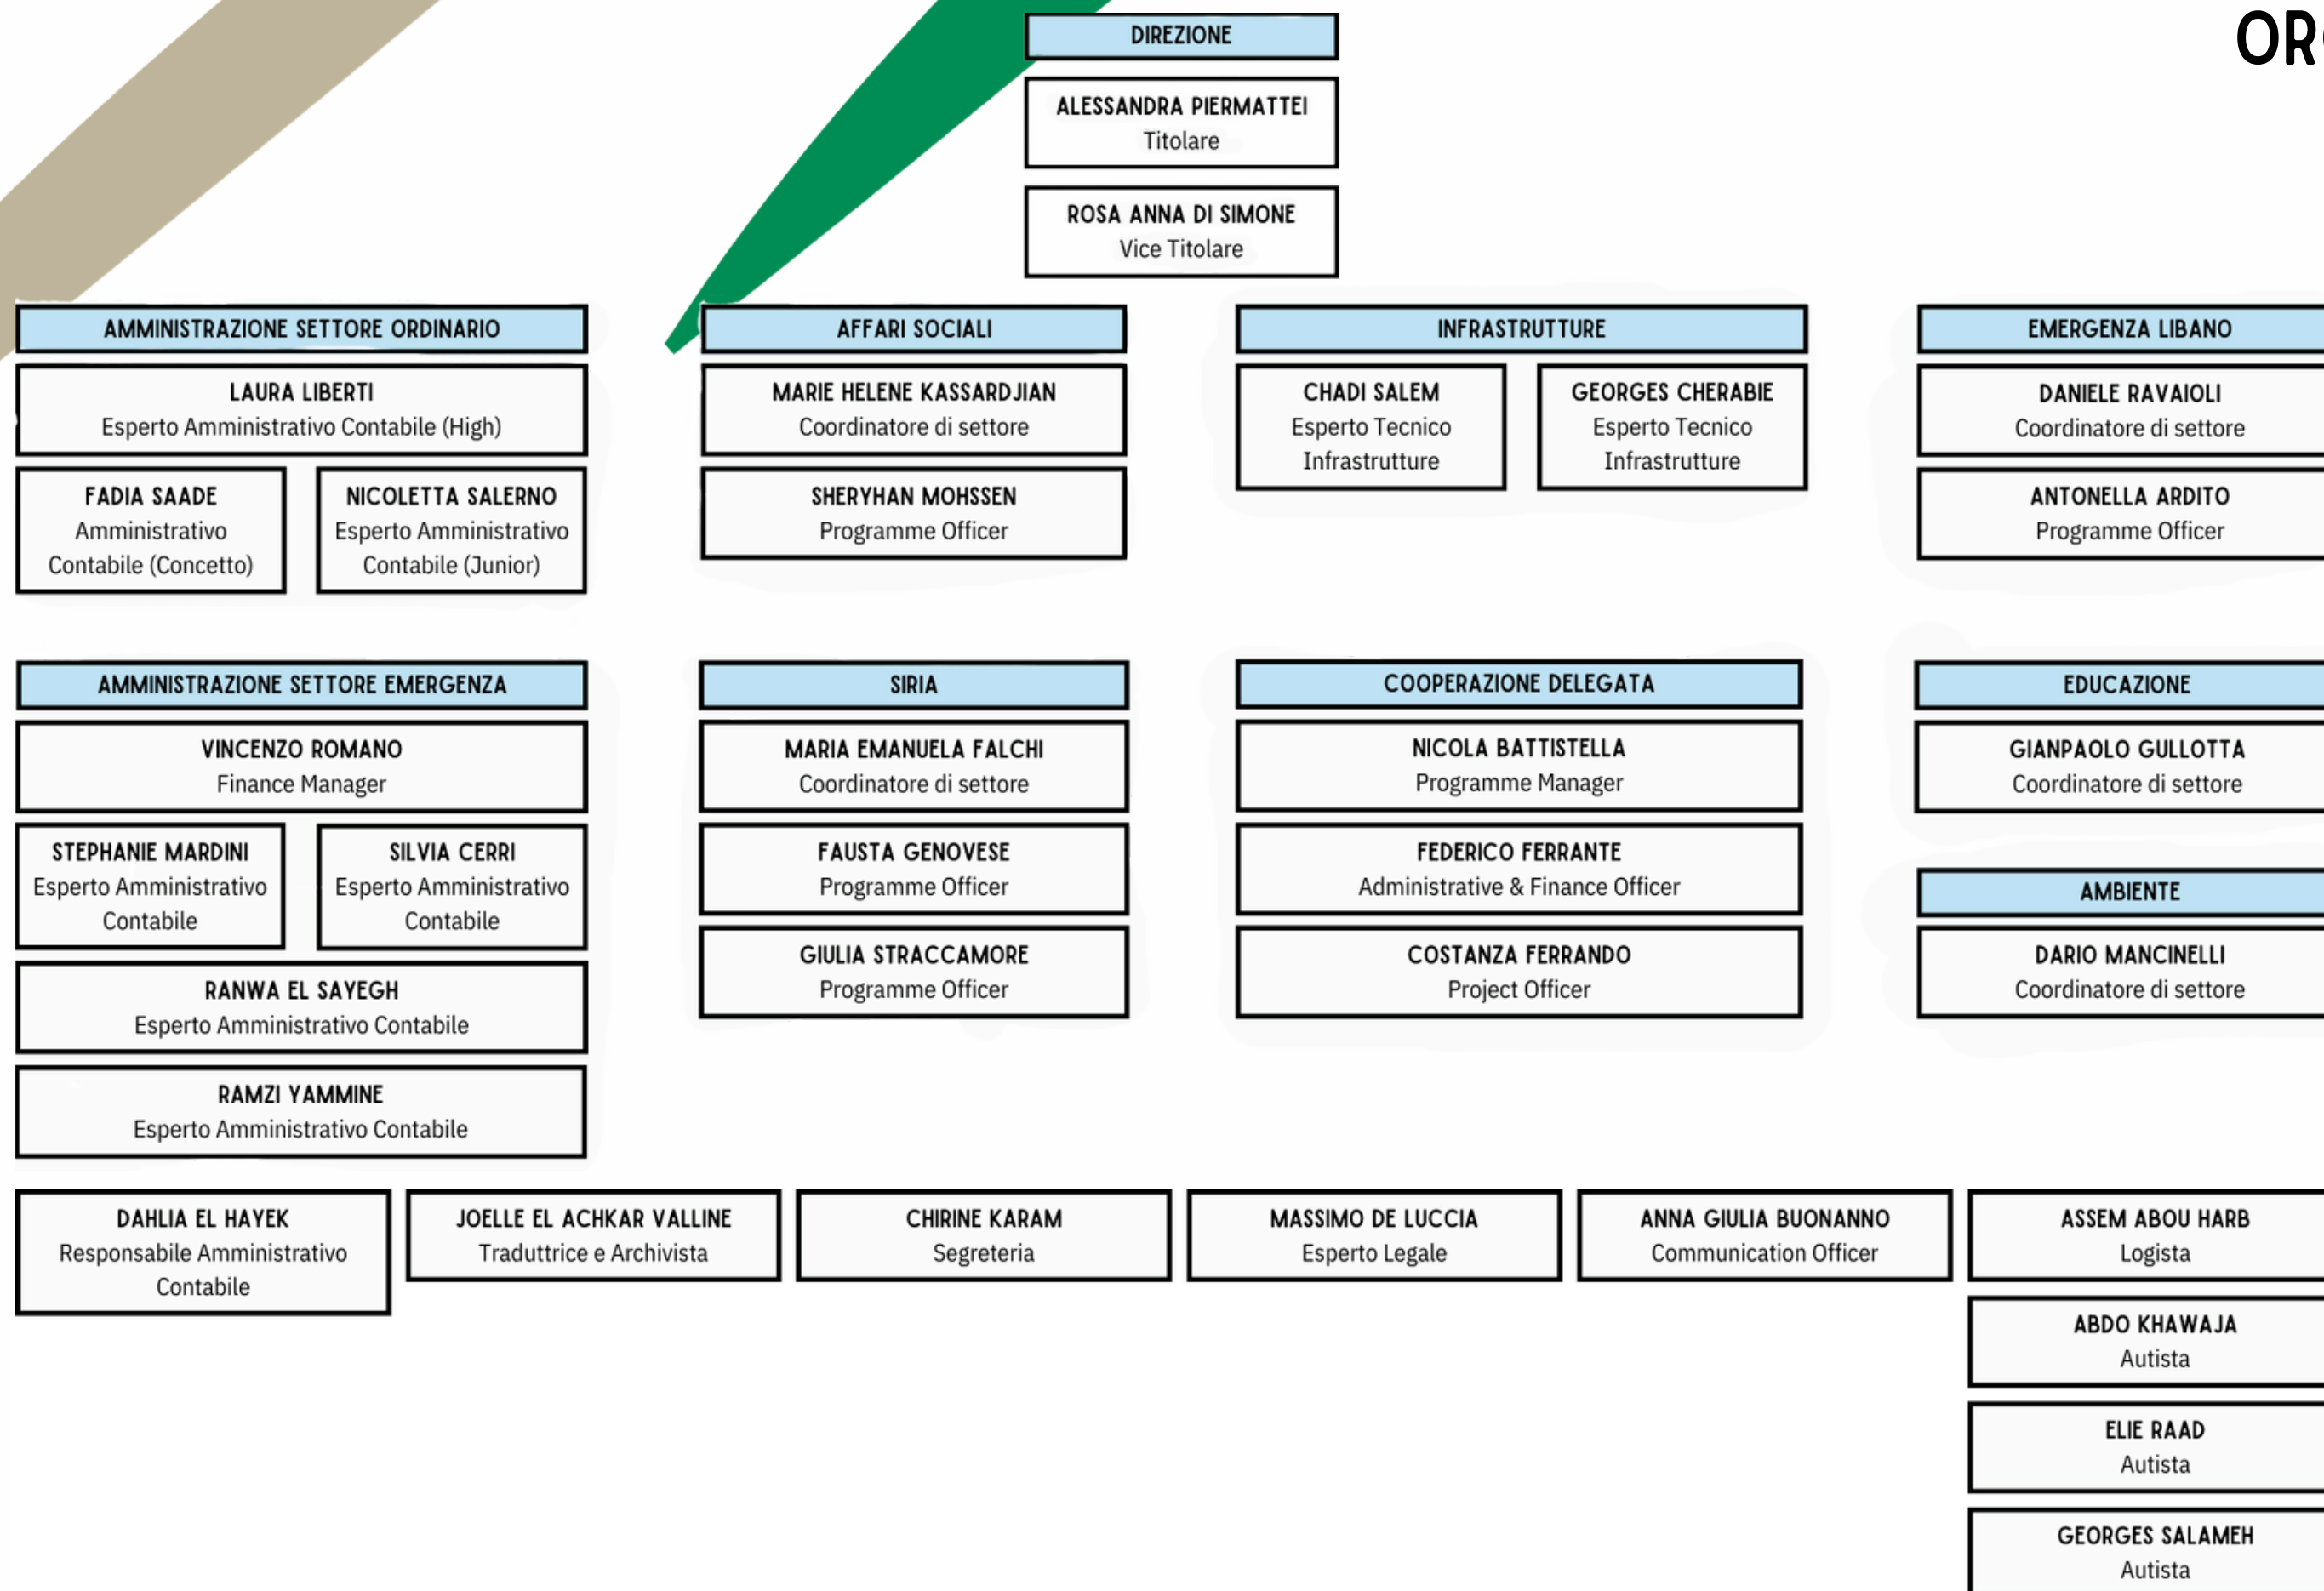 DIREZIONE
ALESSANDRA PIERMATTEI
Titolare
ROSA ANNA DI SIMONE
Vice Titolare
AMMINISTRAZIONE SETTORE ORDINARIO
LAURA LIBERTI
Esperto Amministrativo Contabile (High)
FADIA SAADE
Amministrativo
Contabile (Concetto)
NICOLETTA SALERNO
Esperto Amministrativo
Contabile (Junior)
AFFARI SOCIALI
MARIE HELENE KASSARDJIAN
Coordinatore di settore
SHERYHAN MOHSSEN
Programme Officer
INFRASTRUTTURE
CHADI SALEM
Esperto Tecnico
Infrastrutture
GEORGES CHERABIE
Esperto Tecnico
Infrastrutture
EMERGENZA LIBANO
DANIELE RAVAIOLI
Coordinatore di settore
ANTONELLA ARDITO
Programme Officer
AMMINISTRAZIONE SETTORE EMERGENZA
VINCENZO ROMANO
Finance Manager
STEPHANIE MARDINI
Esperto Amministrativo
Contabile
SILVIA CERRI
Esperto Amministrativo
Contabile
RANWA EL SAYEGH
Esperto Amministrativo Contabile
RAMZI YAMMINE
Esperto Amministrativo Contabile
SIRIA
MARIA EMANUELA FALCHI
Coordinatore di settore
FAUSTA GENOVESE
Programme Officer
GIULIA STRACCAMORE
Programme Officer
COOPERAZIONE DELEGATA
NICOLA BATTISTELLA
Programme Manager
FEDERICO FERRANTE
Administrative & Finance Officer
COSTANZA FERRANDO
Project Officer
EDUCAZIONE
GIANPAOLO GULLOTTA
Coordinatore di settore
AMBIENTE
DARIO MANCINELLI
Coordinatore di settore
DAHLIA EL HAYEK
Responsabile Amministrativo
Contabile
JOELLE EL ACHKAR VALLINE
Traduttrice e Archivista
CHIRINE KARAM
Segreteria
MASSIMO DE LUCCIA
Esperto Legale
ANNA GIULIA BUONANNO
Communication Officer
ASSEM ABOU HARB
Logista
ABDO KHAWAJA
Autista
ELIE RAAD
Autista
GEORGES SALAMEH
Autista